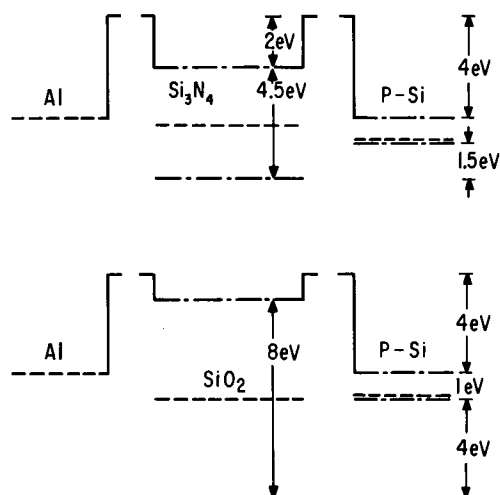 2eV
4eV
Al
Si3N4
4.5eV
P-Si
1.5eV
4eV
Al
8eV
P-Si
1eV
SiO2
4eV